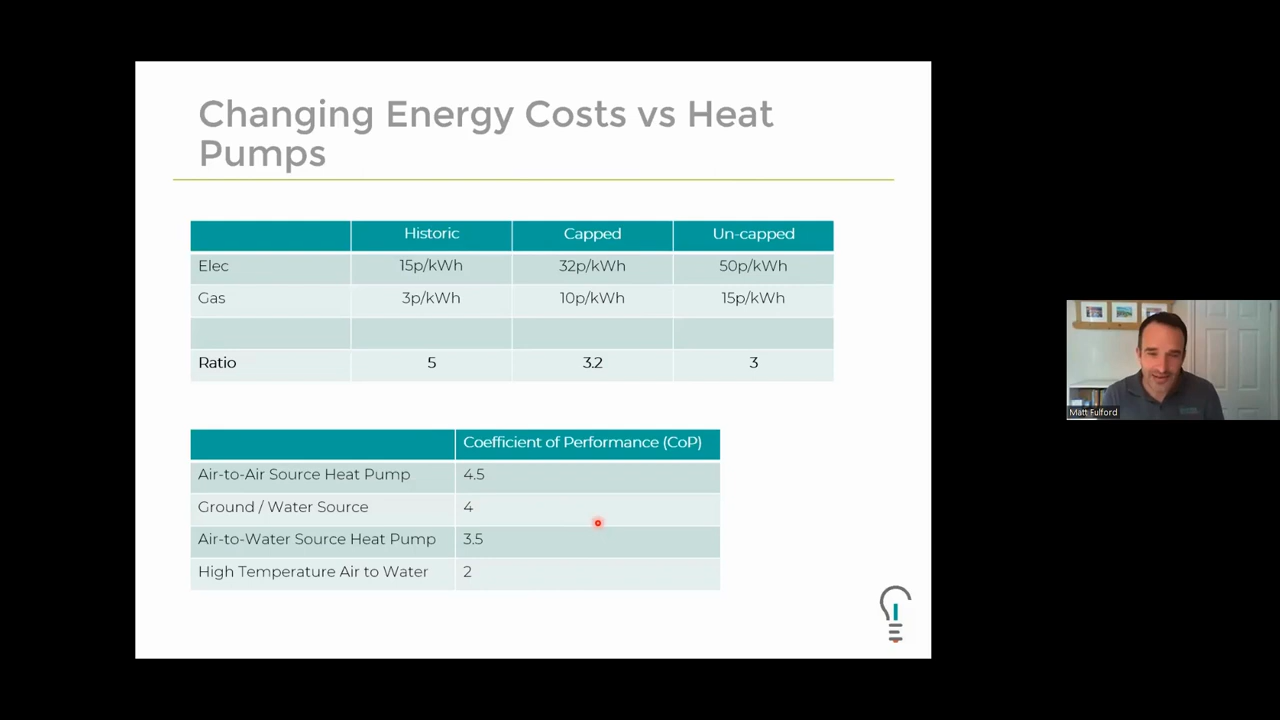 Changing Energy Costs vs Heat
Pumps
Historic Capped Un-capped
Elec 15p/kWh 32p/kWh 50p/kWh
Gas 3p/kWh 10p/kWh 15p/kWh
Ratio 5 3.2 3
Coefficient of Performance (CoP)
Air-to-Air Source Heat Pump 4.5
Ground / Water Source 4
Air-to-Water Source Heat Pump 3.5
High Temperature Air to Water 2
Matt Fulford